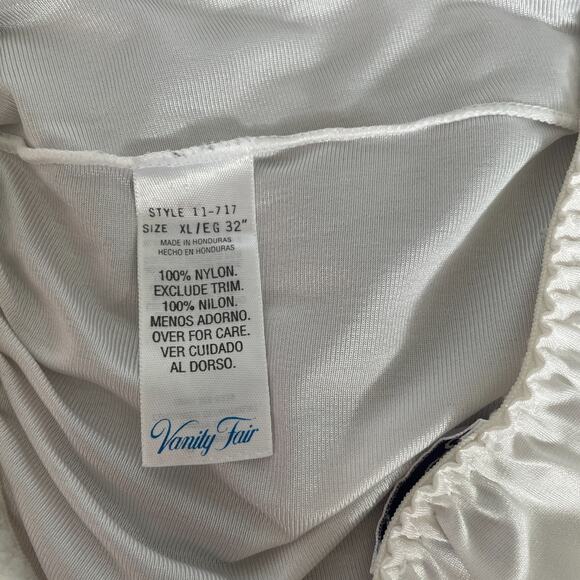 STYLE 11-717
SIZE XL/EG 32"
MADE IN HONDURAS
HECHO EN HONDURAS
100% NYLON.
EXCLUDE TRIM.
100% NILON.
MENOS ADORNO.
OVER FOR CARE.
VER CUIDADO
AL DORSO.
Vanity Fair